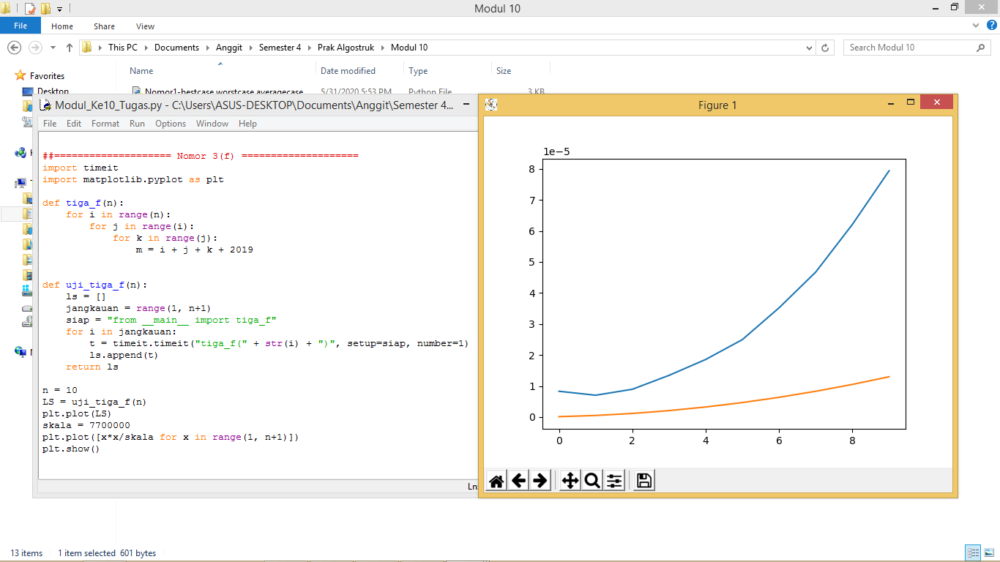 Modul 10
File Home Share View
This PC Documents Anggit Semester 4 Prak Algostruk Modul 10
Search Modul 10
Name Date modified Type Size
Favorites
Desktop
Nomor1-bestcase worstcase averagecase 5/31/2020 5:53 PM Python File 3 KB
Modul_Ke10_Tugas.py - C:\Users\ASUS-DESKTOP\Documents\Anggit\Semester 4...
File Edit Format Run Options Window Help
##==================== Nomor 3(f) ====================
import timeit
import matplotlib.pyplot as plt
def tiga_f(n):
    for i in range(n):
        for j in range(i):
            for k in range(j):
                m = i + j + k + 2019
def uji_tiga_f(n):
    ls = []
    jangkauan = range(1, n+1)
    siap = "from __main__ import tiga_f"
    for i in jangkauan:
        t = timeit.timeit("tiga_f(" + str(i) + ")", setup=siap, number=1)
        ls.append(t)
    return ls
n = 10
LS = uji_tiga_f(n)
plt.plot(LS)
skala = 7700000
plt.plot([x*x/skala for x in range(1, n+1)])
plt.show()
Figure 1
1e−5
8
7
6
5
4
3
2
1
0
0 2 4 6 8
13 items 1 item selected 601 bytes